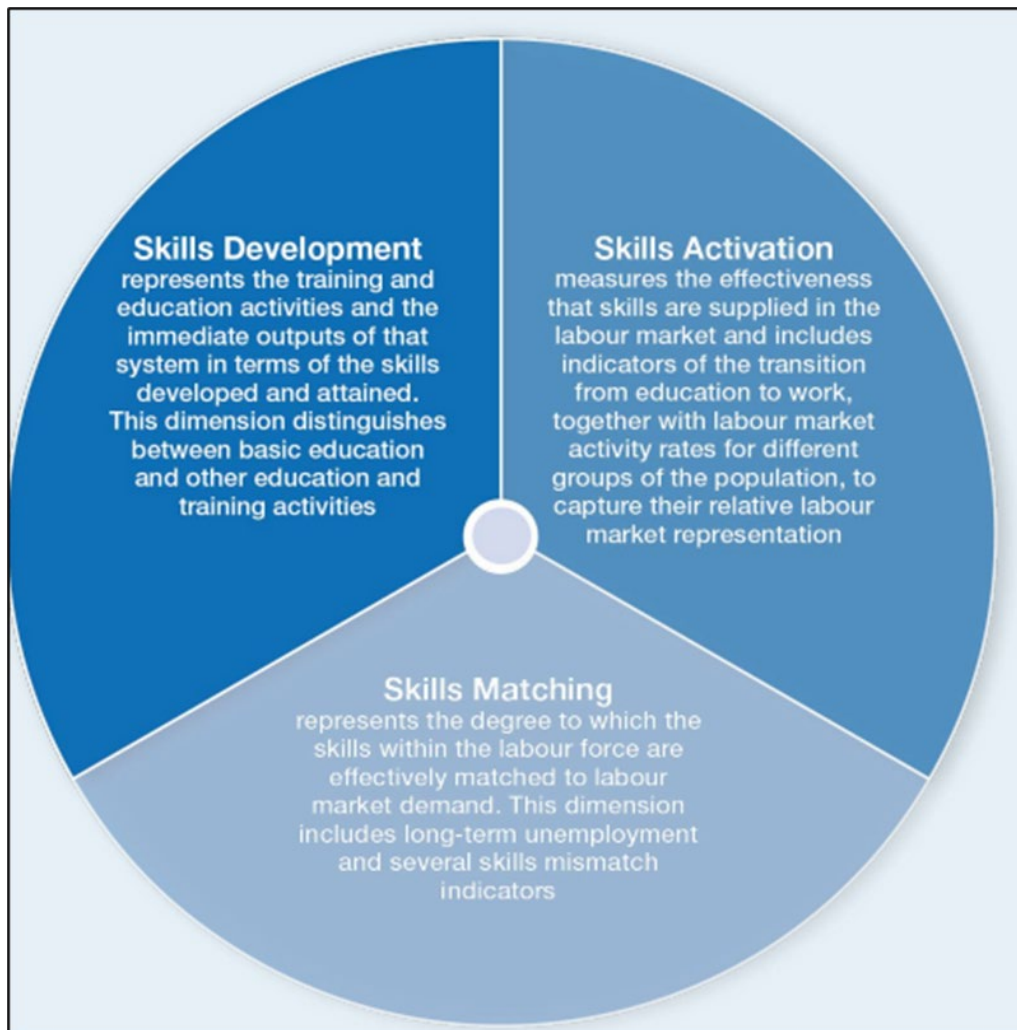 Skills Development
represents the training and
education activities and the
immediate outputs of that
system in terms of the skills
developed and attained.
This dimension distinguishes
between basic education
and other education and
training activities
Skills Activation
measures the effectiveness
that skills are supplied in the
labour market and includes
indicators of the transition
from education to work,
together with labour market
activity rates for different
groups of the population, to
capture their relative labour
market representation
Skills Matching
represents the degree to which the
skills within the labour force are
effectively matched to labour
market demand. This dimension
includes long-term unemployment
and several skills mismatch
indicators